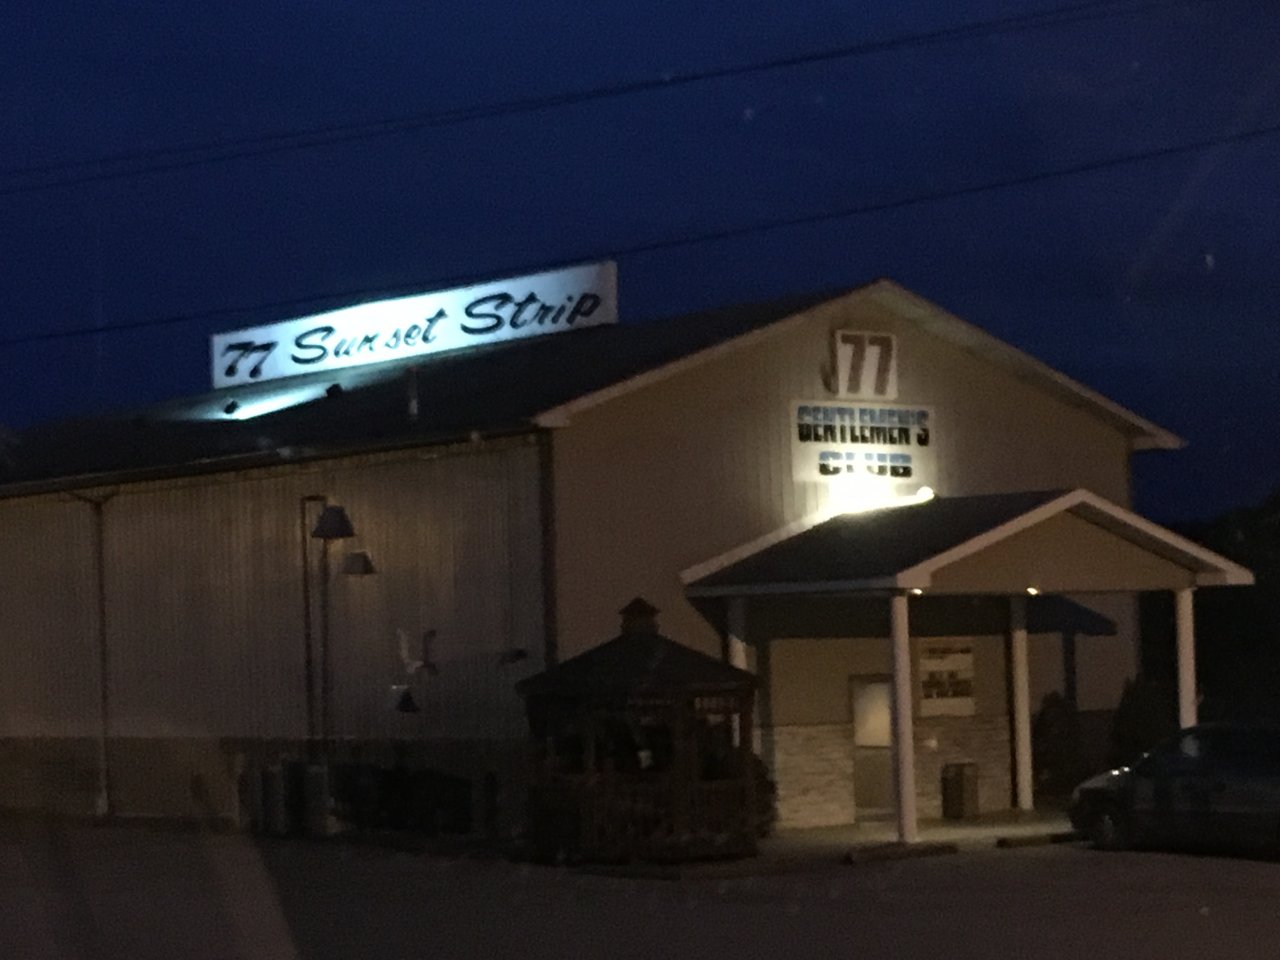 77 Sunset Strip
77
GENTLEMEN'S
CLUB